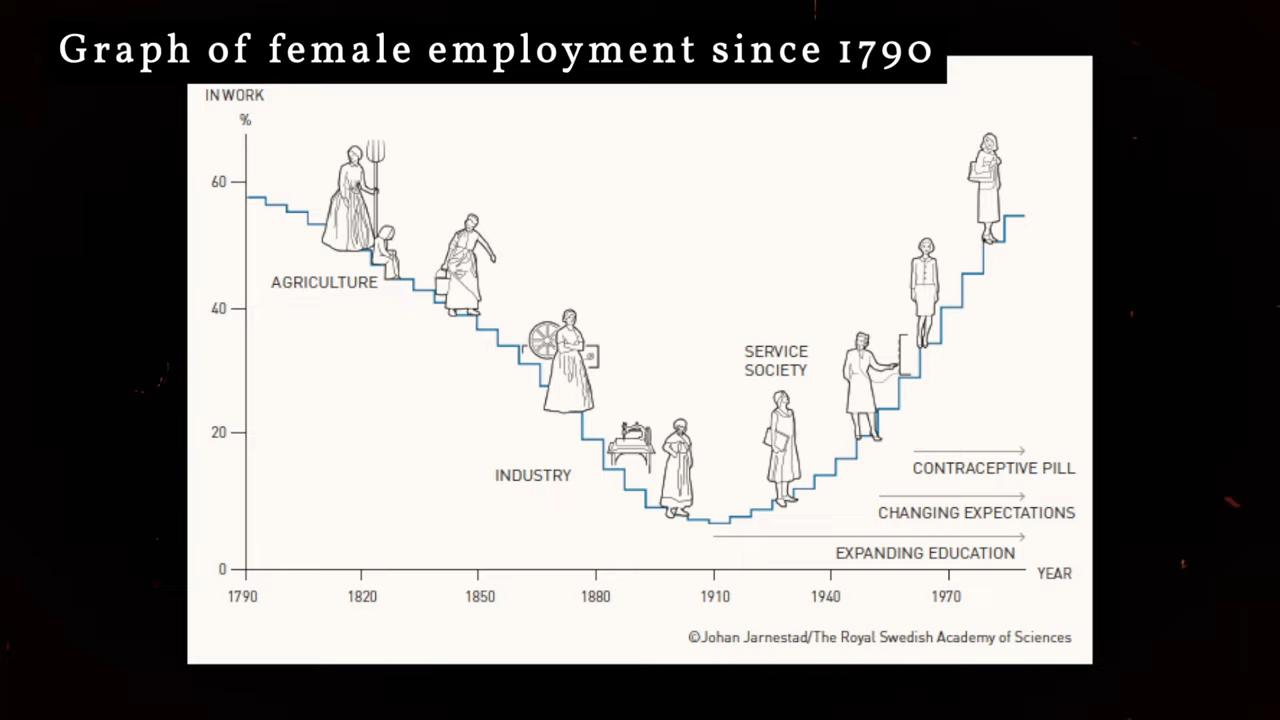 Graph of female employment since 1790
IN WORK
%
60
AGRICULTURE
40
SERVICE
SOCIETY
20
INDUSTRY
CONTRACEPTIVE PILL
CHANGING EXPECTATIONS
EXPANDING EDUCATION
0
YEAR
1790 1820 1850 1880 1910 1940 1970
©Johan Jarnestad/The Royal Swedish Academy of Sciences